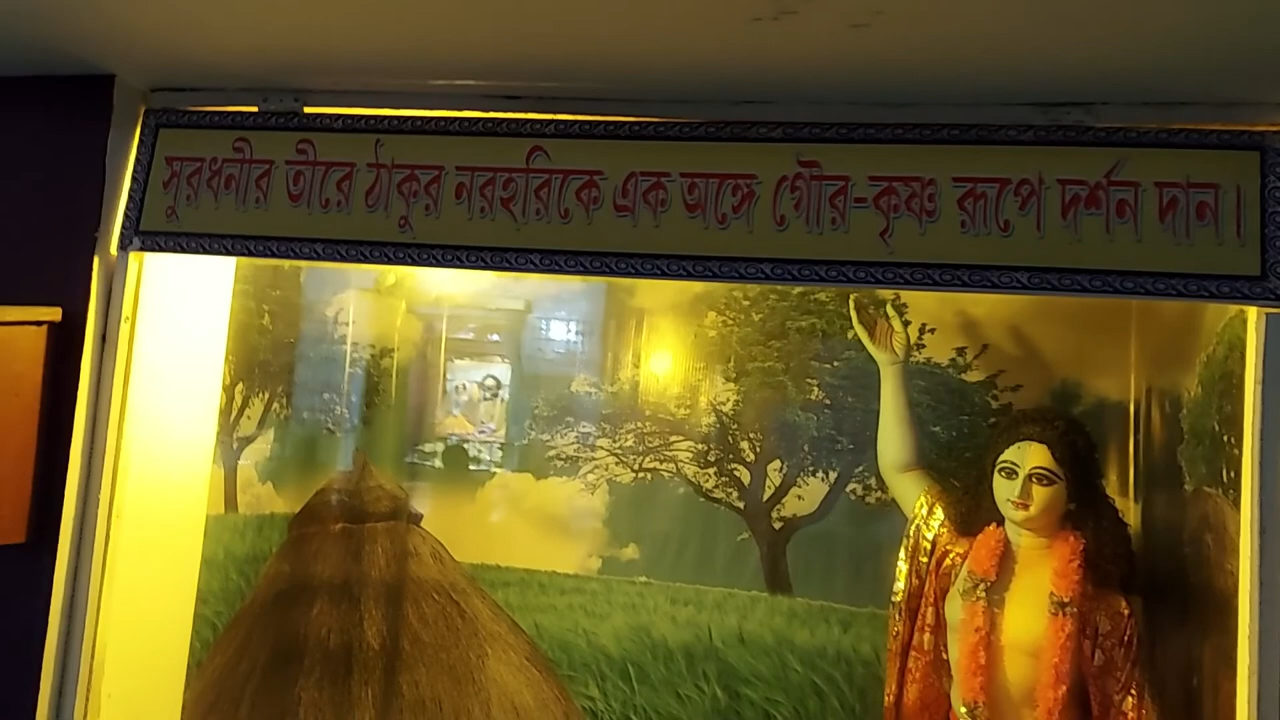 সুরধনীর তীরে ঠাকুর নরহরিকে এক অঙ্গে গৌর-কৃষ্ণ রূপে দর্শন দান।